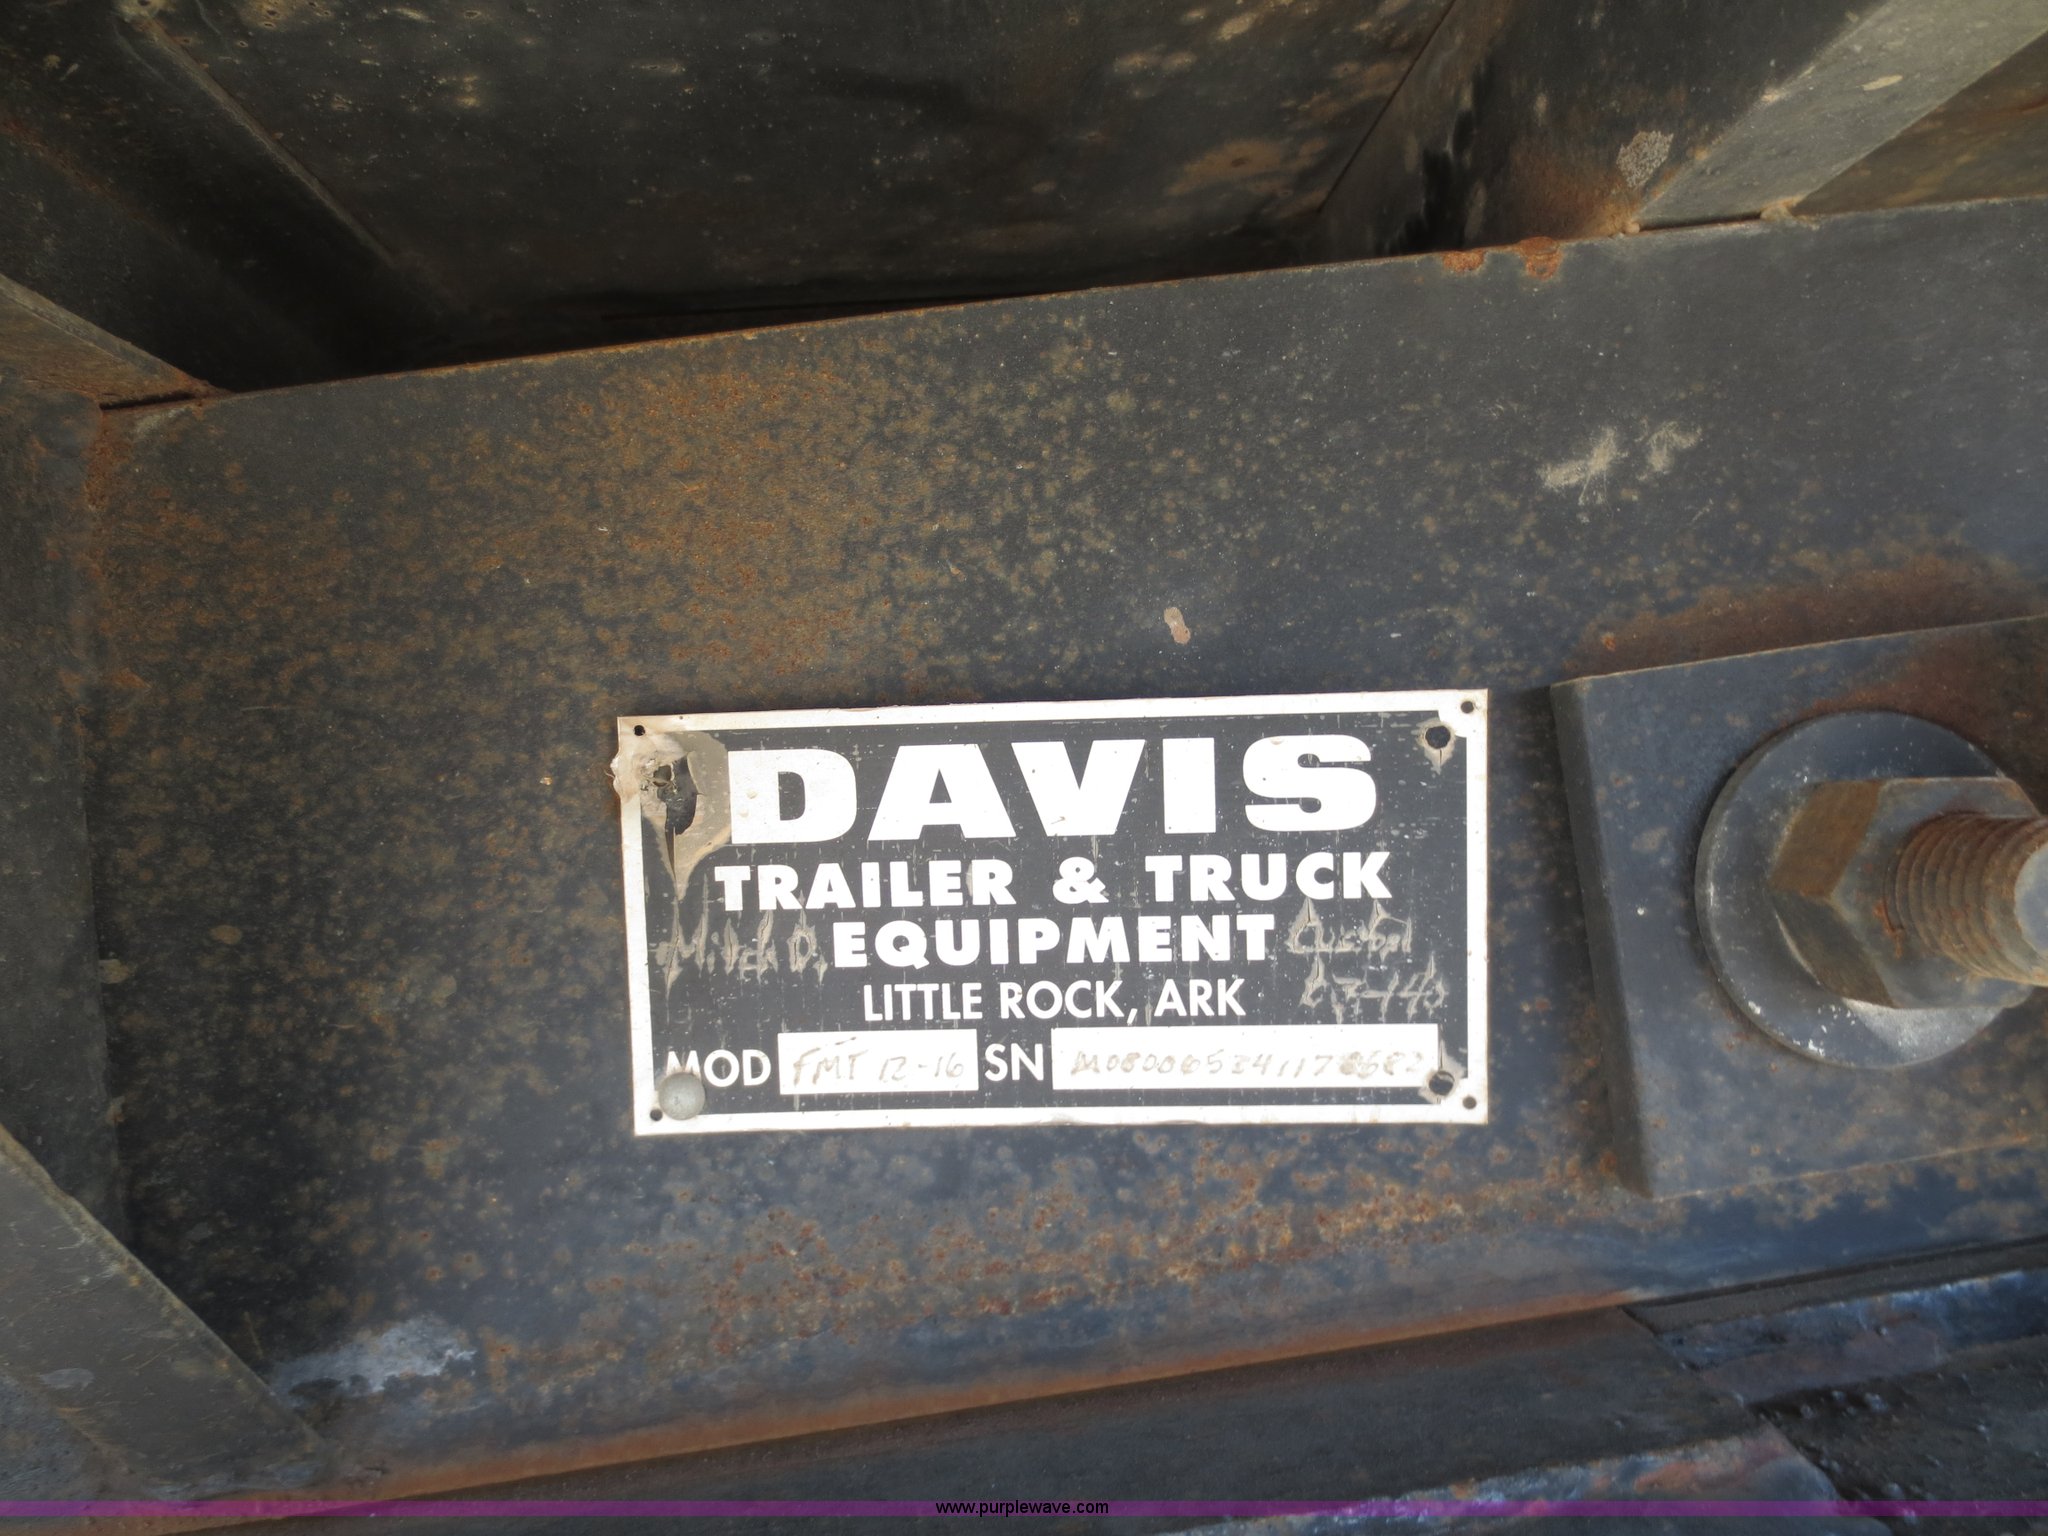 DAVIS
TRAILER & TRUCK
EQUIPMENT
LITTLE ROCK, ARK
MOD FMT 12-16 SN
www.purplewave.com